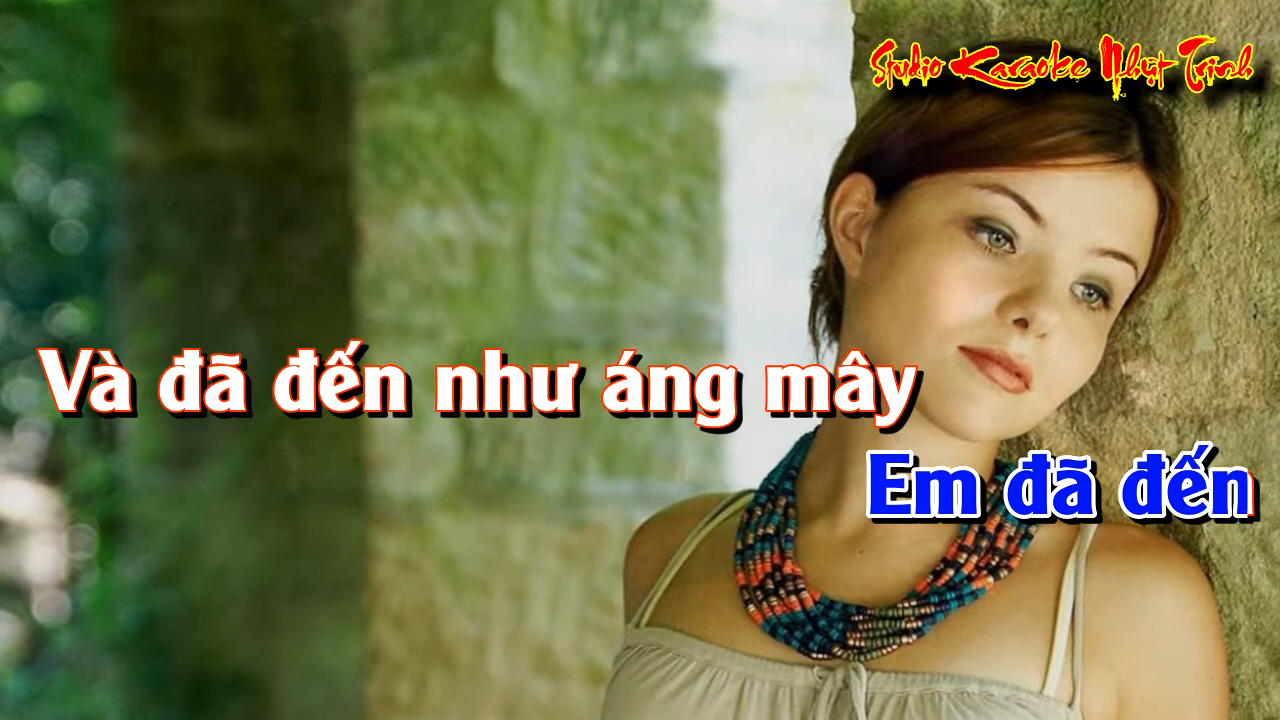 Studio Karaoke Nhựt Trinh
Và đã đến như áng mây
Em đã đến